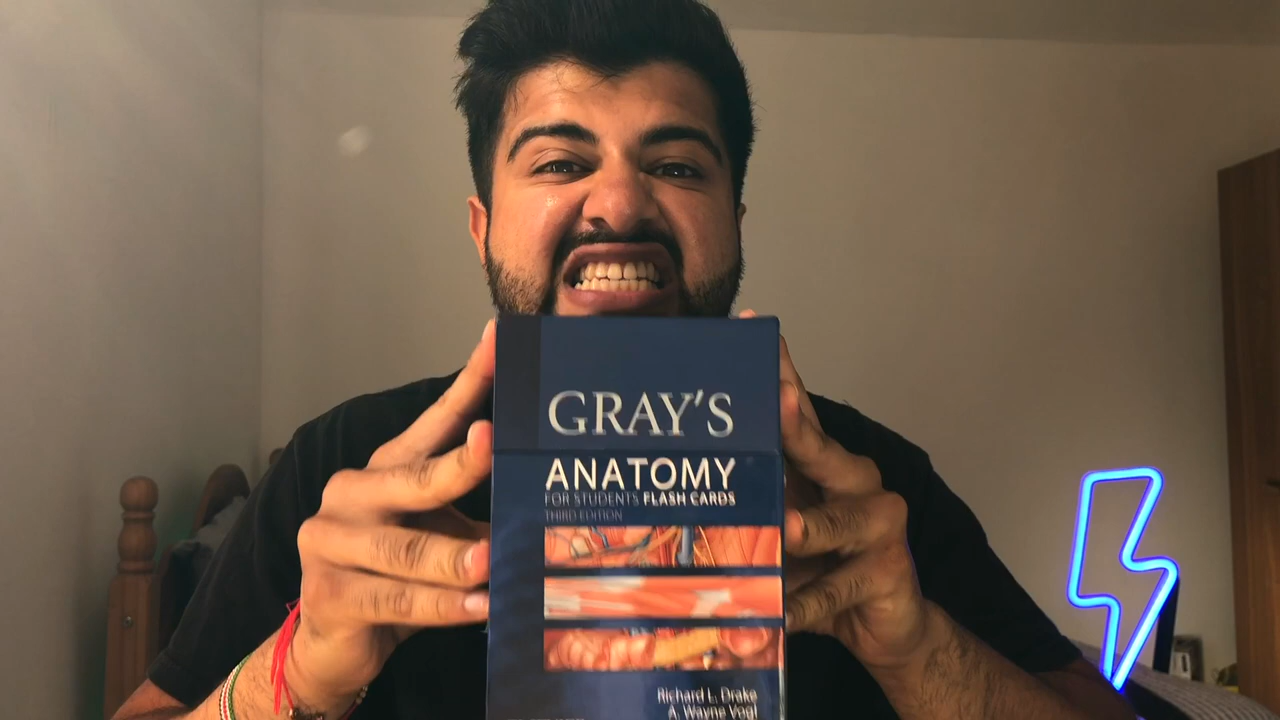 GRAY'S
ANATOMY
FOR STUDENTS FLASH CARDS
THIRD EDITION
Richard L. Drake
A. Wayne Vogl